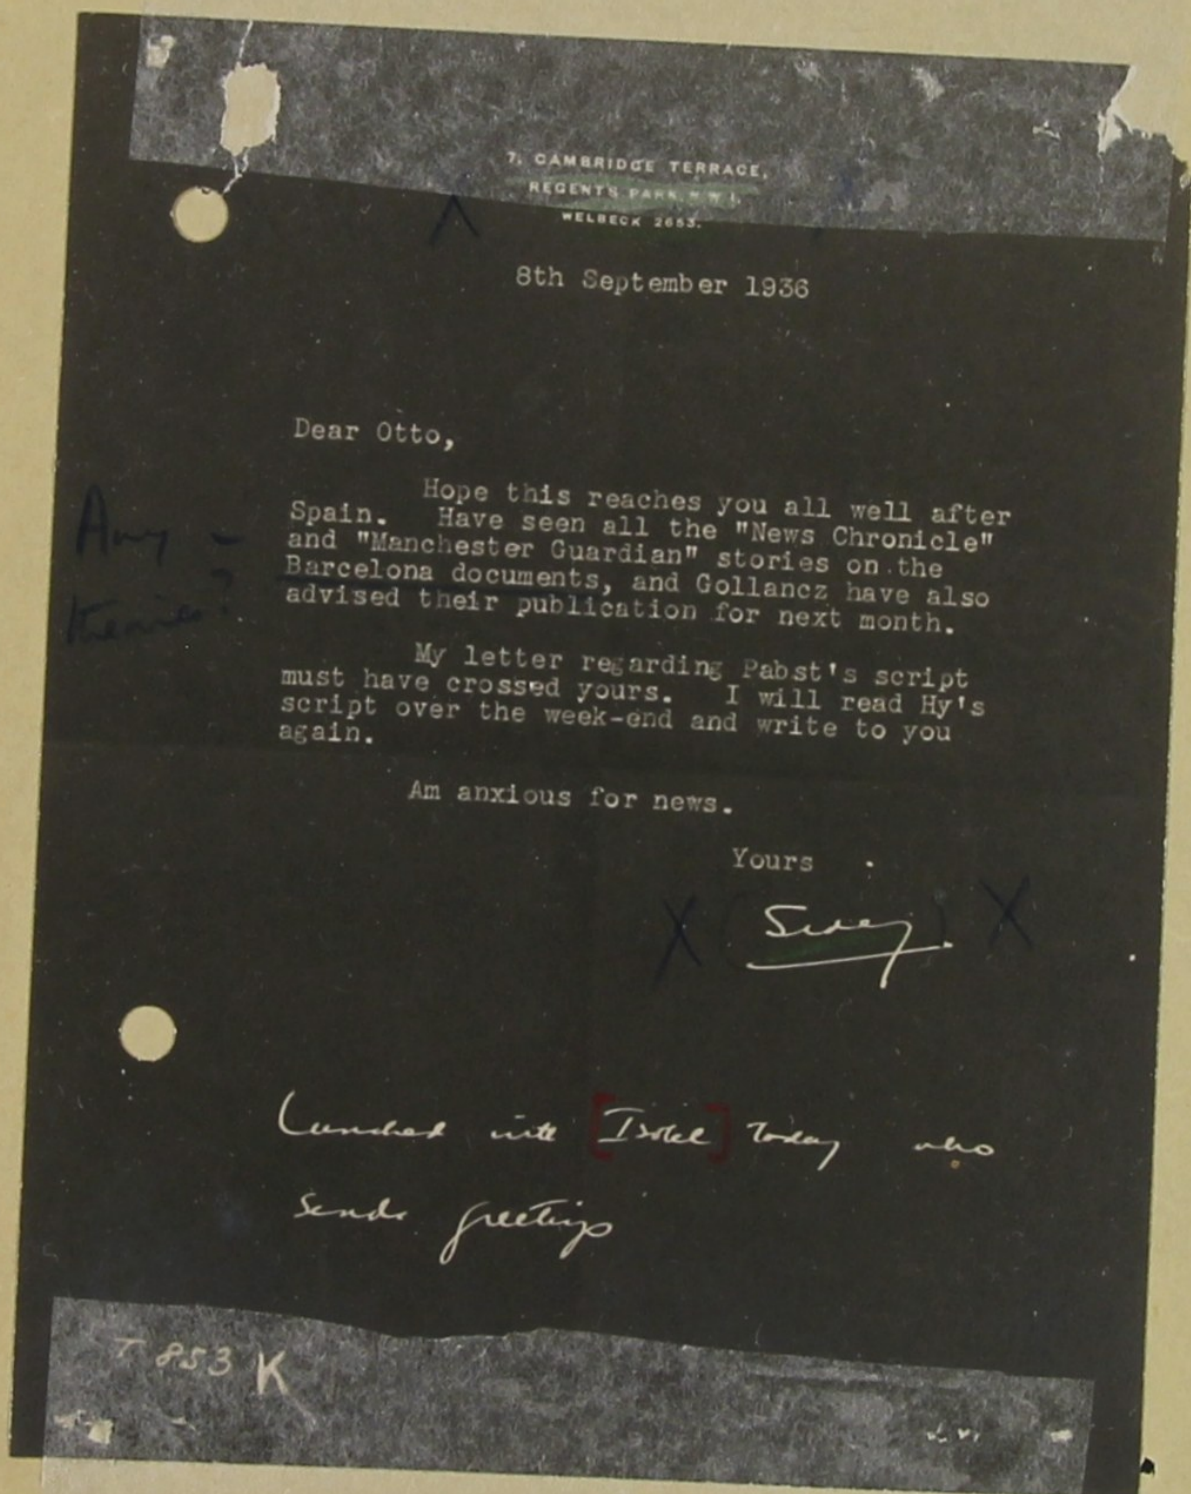 7, CAMBRIDGE TERRACE,
REGENTS PARK. N W 1.
WELBECK 2653.
8th September 1936
Dear Otto,
Hope this reaches you all well after
Spain. Have seen all the "News Chronicle"
and "Manchester Guardian" stories on the
Barcelona documents, and Gollancz have also
advised their publication for next month.
My letter regarding Pabst's script
must have crossed yours. I will read Hy's
script over the week-end and write to you
again.
Am anxious for news.
Yours
X ( ) X
Any -
Lunched with [Isobel] Today who
sends greetings
T 853 K